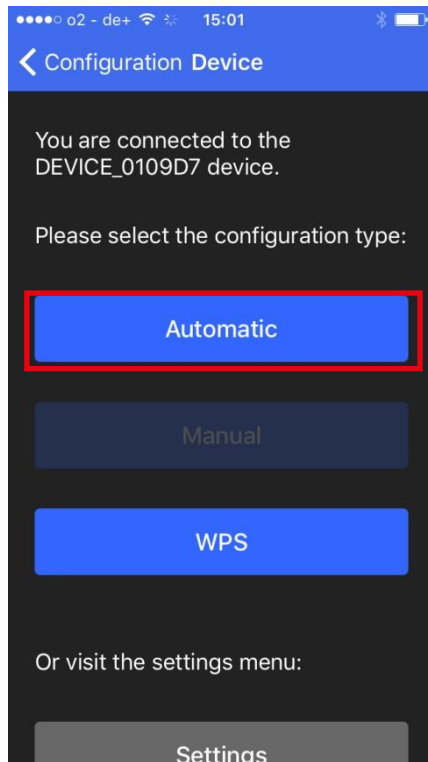 o2 - de+ 15:01
Configuration Device
You are connected to the
DEVICE_0109D7 device.
Please select the configuration type:
Automatic
Manual
WPS
Or visit the settings menu:
Settings